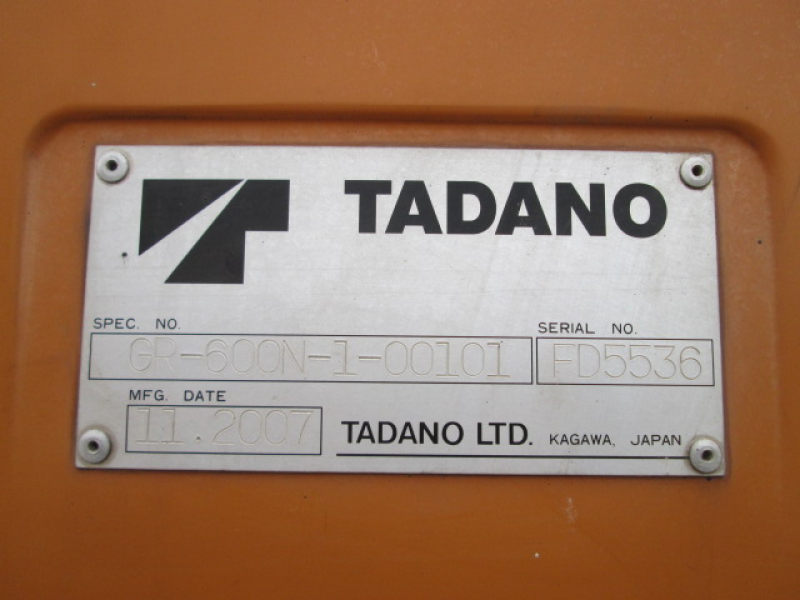 TADANO
SPEC. NO. SERIAL NO.
GR-600N-1-00101 FD5536
MFG. DATE
11.2007 TADANO LTD. KAGAWA, JAPAN